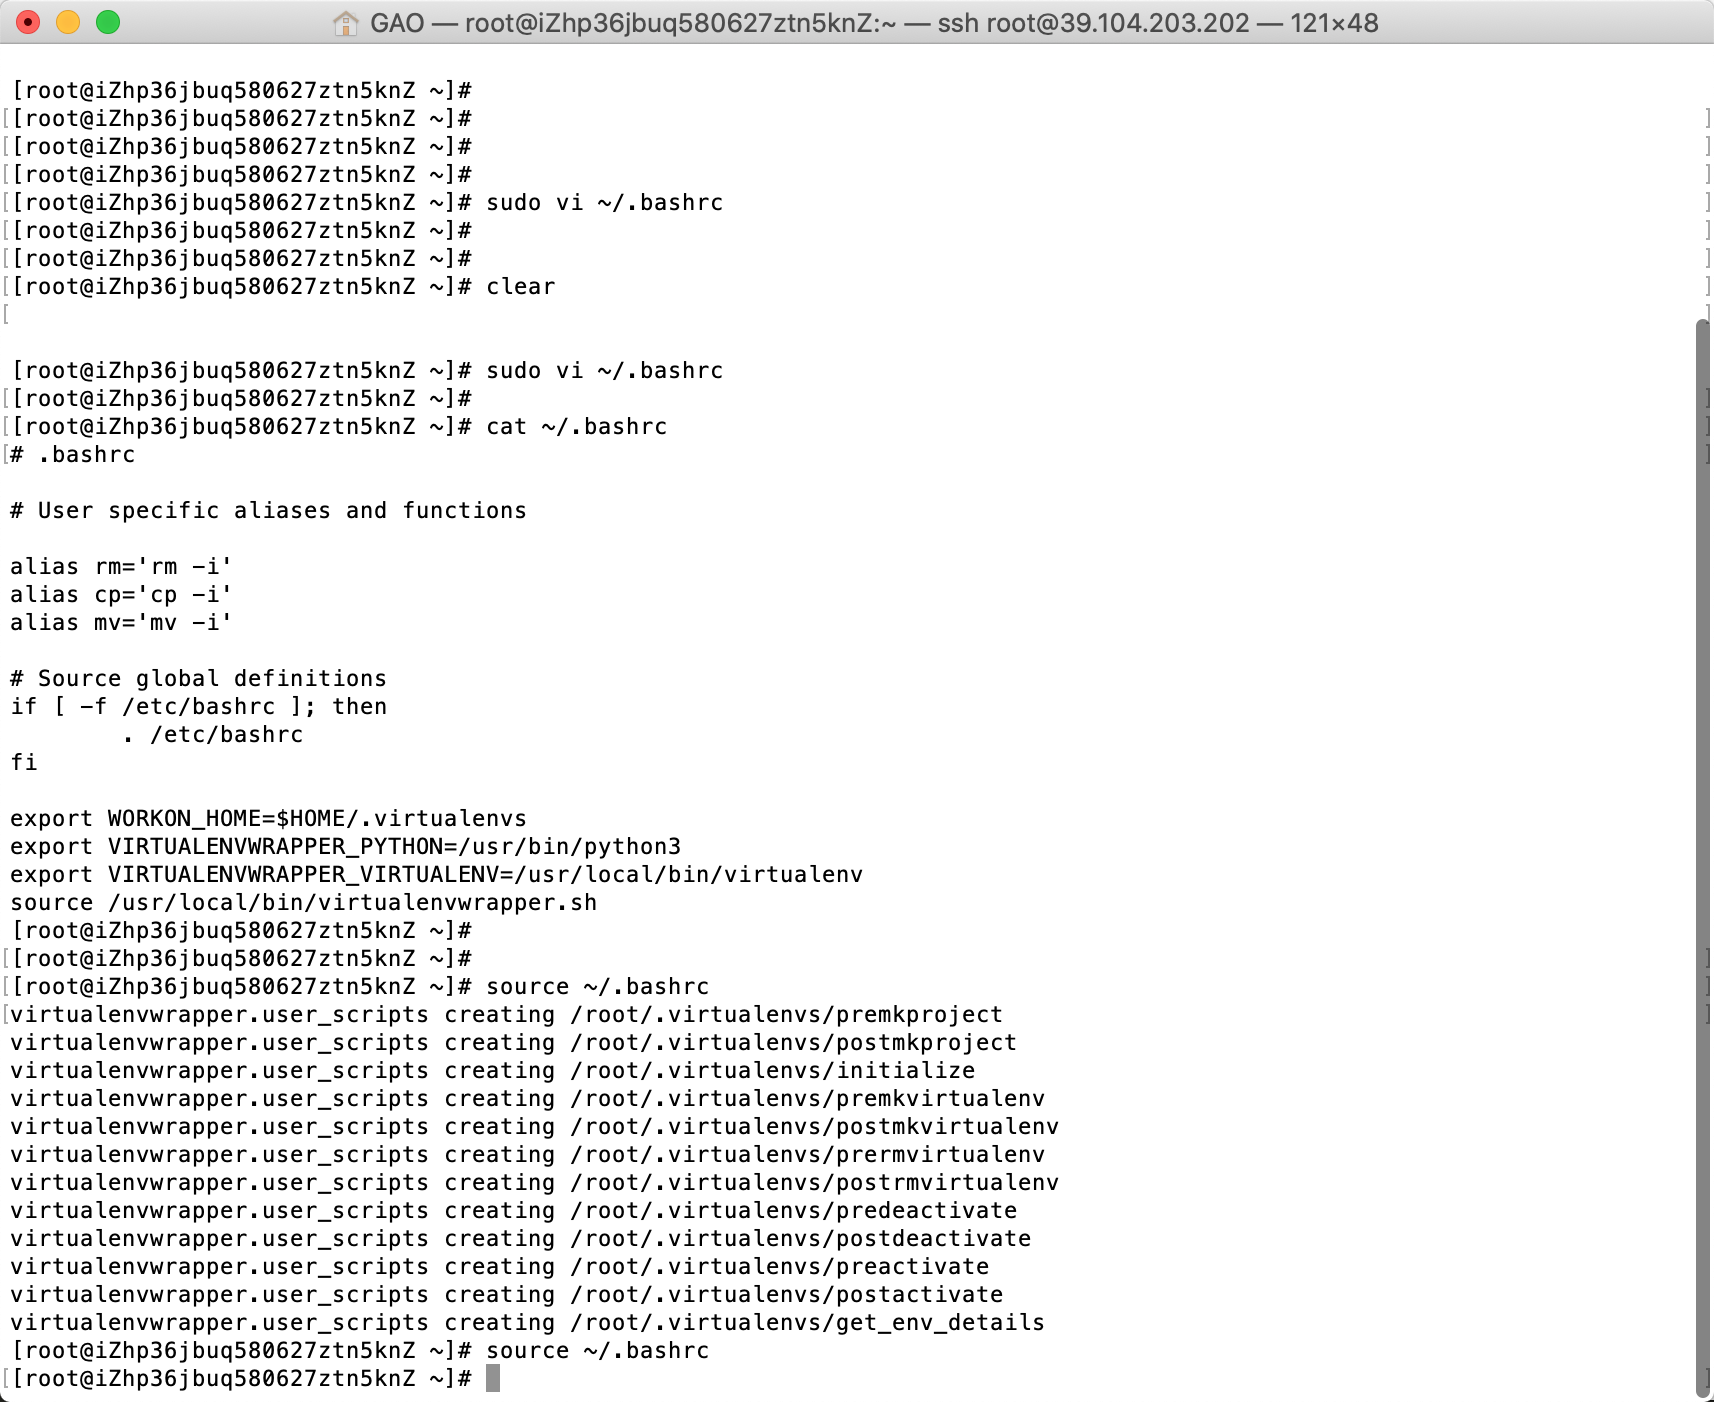 GAO — root@iZhp36jbuq580627ztn5knZ:~ — ssh root@39.104.203.202 — 121×48
[root@iZhp36jbuq580627ztn5knZ ~]#
[[root@iZhp36jbuq580627ztn5knZ ~]# ]
[[root@iZhp36jbuq580627ztn5knZ ~]# ]
[[root@iZhp36jbuq580627ztn5knZ ~]# ]
[[root@iZhp36jbuq580627ztn5knZ ~]# sudo vi ~/.bashrc ]
[[root@iZhp36jbuq580627ztn5knZ ~]# ]
[[root@iZhp36jbuq580627ztn5knZ ~]# ]
[[root@iZhp36jbuq580627ztn5knZ ~]# clear ]
[ ]
[root@iZhp36jbuq580627ztn5knZ ~]# sudo vi ~/.bashrc
[[root@iZhp36jbuq580627ztn5knZ ~]# ]
[[root@iZhp36jbuq580627ztn5knZ ~]# cat ~/.bashrc ]
[# .bashrc ]
# User specific aliases and functions
alias rm='rm -i'
alias cp='cp -i'
alias mv='mv -i'
# Source global definitions
if [ -f /etc/bashrc ]; then
        . /etc/bashrc
fi
export WORKON_HOME=$HOME/.virtualenvs
export VIRTUALENVWRAPPER_PYTHON=/usr/bin/python3
export VIRTUALENVWRAPPER_VIRTUALENV=/usr/local/bin/virtualenv
source /usr/local/bin/virtualenvwrapper.sh
[root@iZhp36jbuq580627ztn5knZ ~]#
[[root@iZhp36jbuq580627ztn5knZ ~]# ]
[[root@iZhp36jbuq580627ztn5knZ ~]# source ~/.bashrc ]
[virtualenvwrapper.user_scripts creating /root/.virtualenvs/premkproject ]
virtualenvwrapper.user_scripts creating /root/.virtualenvs/postmkproject
virtualenvwrapper.user_scripts creating /root/.virtualenvs/initialize
virtualenvwrapper.user_scripts creating /root/.virtualenvs/premkvirtualenv
virtualenvwrapper.user_scripts creating /root/.virtualenvs/postmkvirtualenv
virtualenvwrapper.user_scripts creating /root/.virtualenvs/prermvirtualenv
virtualenvwrapper.user_scripts creating /root/.virtualenvs/postrmvirtualenv
virtualenvwrapper.user_scripts creating /root/.virtualenvs/predeactivate
virtualenvwrapper.user_scripts creating /root/.virtualenvs/postdeactivate
virtualenvwrapper.user_scripts creating /root/.virtualenvs/preactivate
virtualenvwrapper.user_scripts creating /root/.virtualenvs/postactivate
virtualenvwrapper.user_scripts creating /root/.virtualenvs/get_env_details
[root@iZhp36jbuq580627ztn5knZ ~]# source ~/.bashrc
[[root@iZhp36jbuq580627ztn5knZ ~]# ]